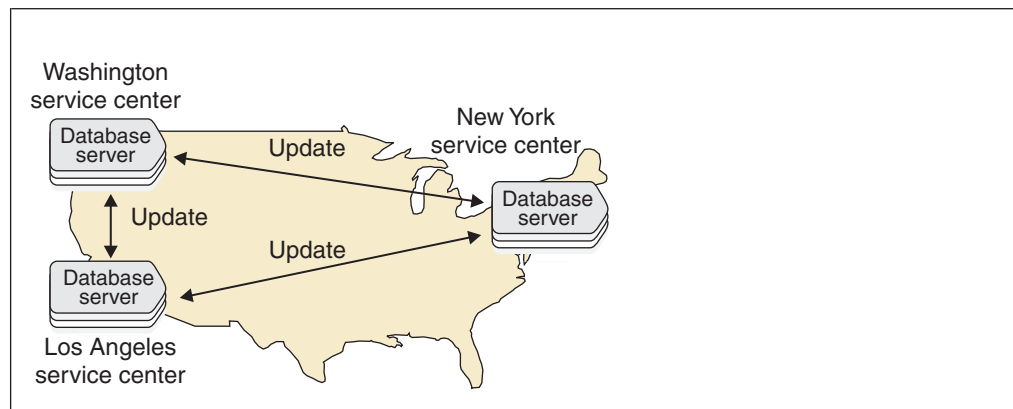 Washington
service center
Database
server
Update
New York
service center
Database
server
Update
Update
Database
server
Los Angeles
service center